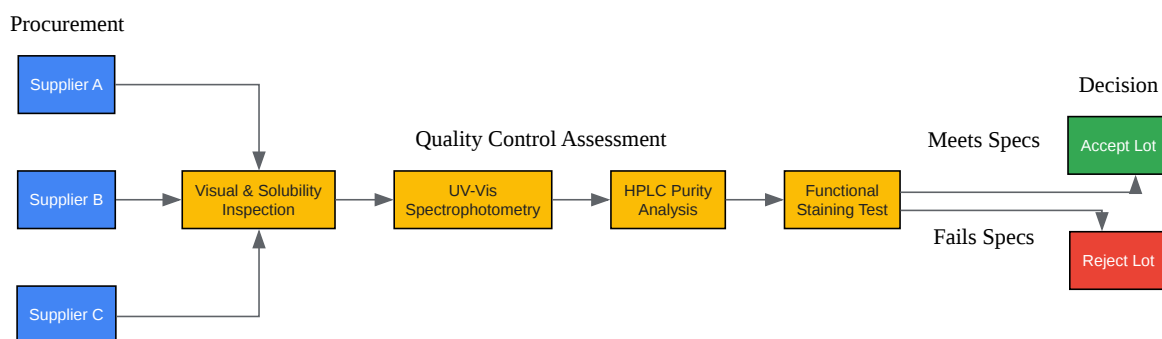 Procurement
Supplier A
Decision
Quality Control Assessment
Meets Specs
Accept Lot
Supplier B
Visual & Solubility
Inspection
UV-Vis
Spectrophotometry
HPLC Purity
Analysis
Functional
Staining Test
Fails Specs
Reject Lot
Supplier C